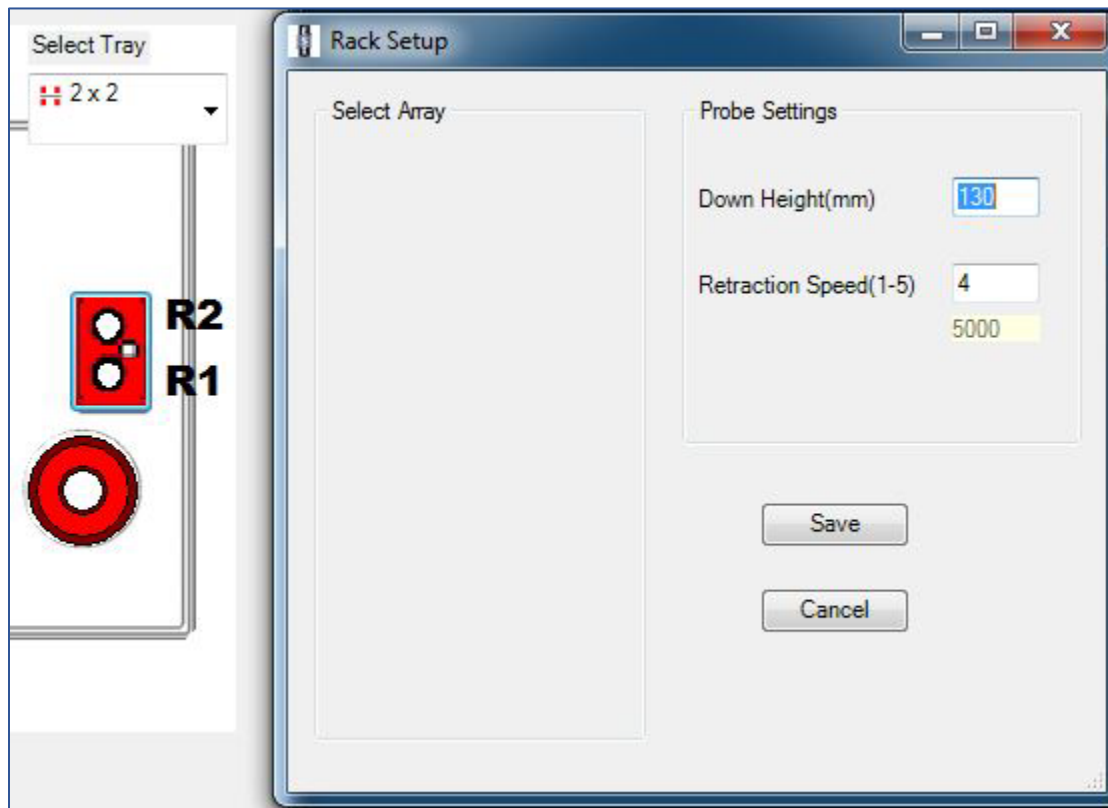 Select Tray
2 x 2
R2
R1
Rack Setup
Select Array
Probe Settings
Down Height(mm)
130
Retraction Speed(1-5)
4
5000
Save
Cancel